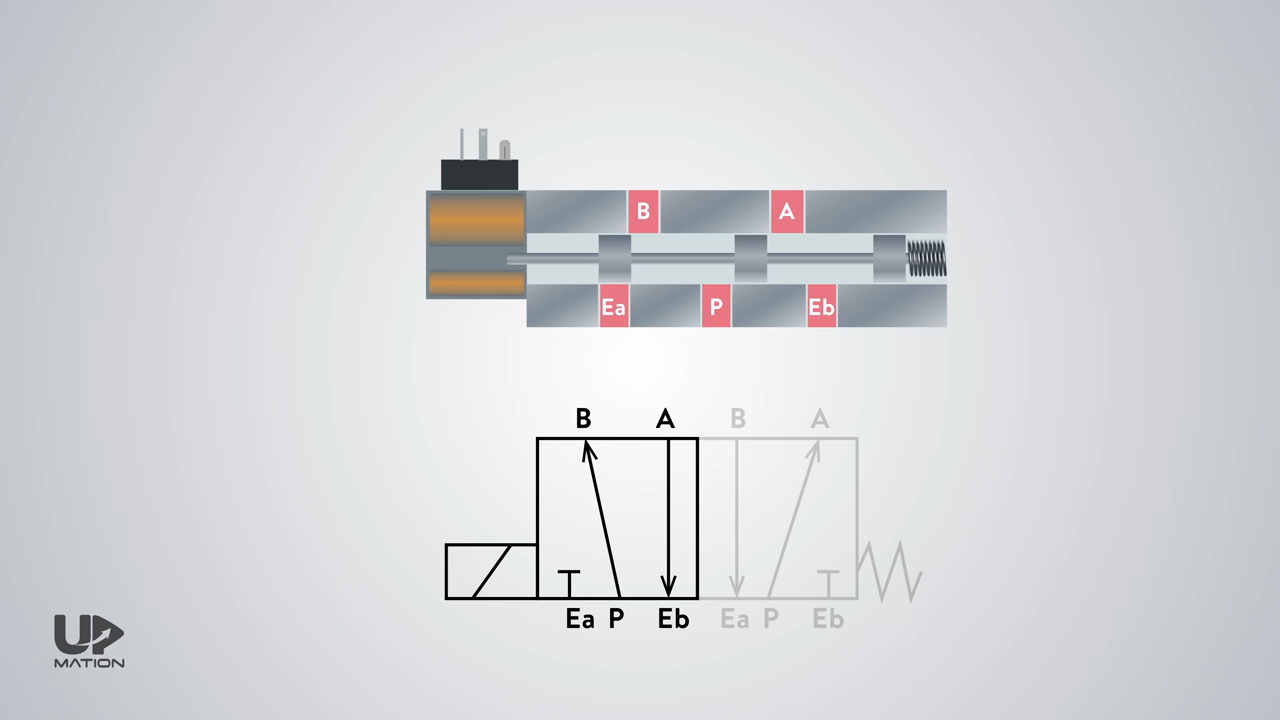 B A
Ea P Eb
B A B A
Ea P Eb Ea P Eb
UP
MATION